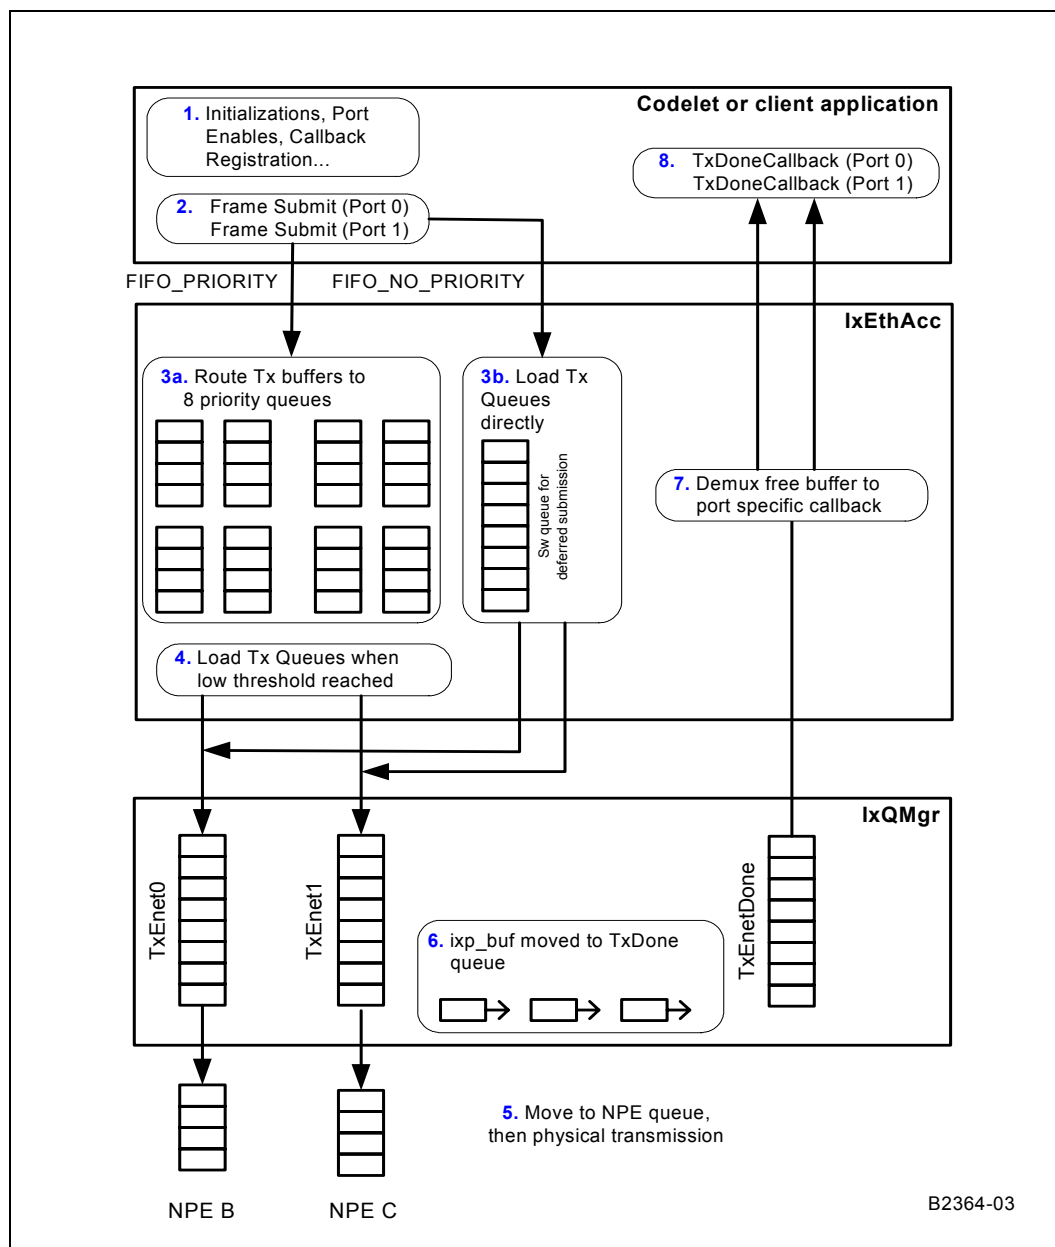 Codelet or client application
1. Initializations, Port
Enables, Callback
Registration...
8. TxDoneCallback (Port 0)
TxDoneCallback (Port 1)
2. Frame Submit (Port 0)
Frame Submit (Port 1)
FIFO_PRIORITY
FIFO_NO_PRIORITY
IxEthAcc
3a. Route Tx buffers to
8 priority queues
3b. Load Tx
Queues
directly
Sw queue for
deferred submission
7. Demux free buffer to
port specific callback
4. Load Tx Queues when
low threshold reached
IxQMgr
TxEnet0
TxEnet1
6. ixp_buf moved to TxDone
queue
TxEnetDone
5. Move to NPE queue,
then physical transmission
NPE B
NPE C
B2364-03